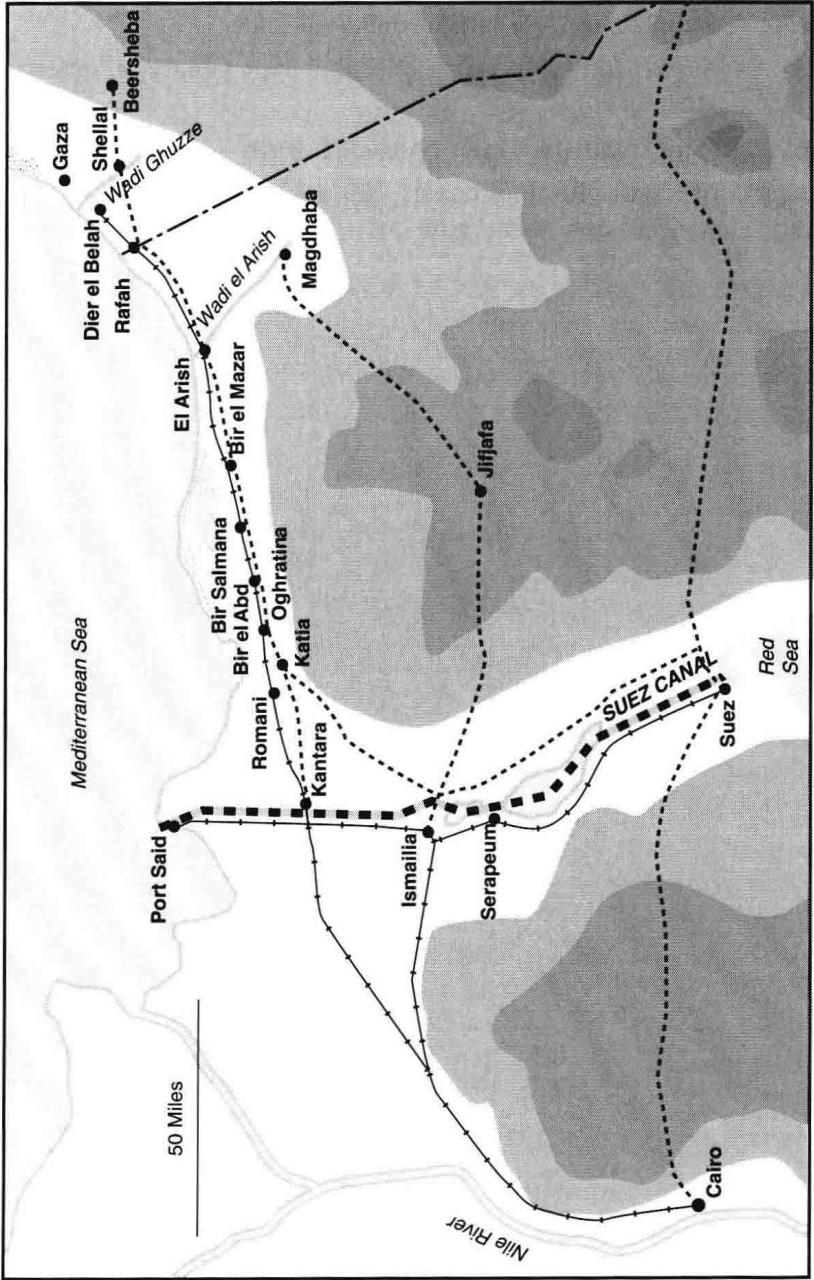 Mediterranean Sea
Gaza
Beersheba
Shellal
Wadi Ghuzze
Dier el Belah
Rafah
Wadi el Arish
Magdhaba
El Arish
Bir el Mazar
Bir Salmana
Bir el Abd
Oghratina
Katia
Romani
Kantara
Port Said
Jifjafa
Ismailia
Serapeum
SUEZ CANAL
Suez
Red
Sea
50 Miles
Nile River
Cairo